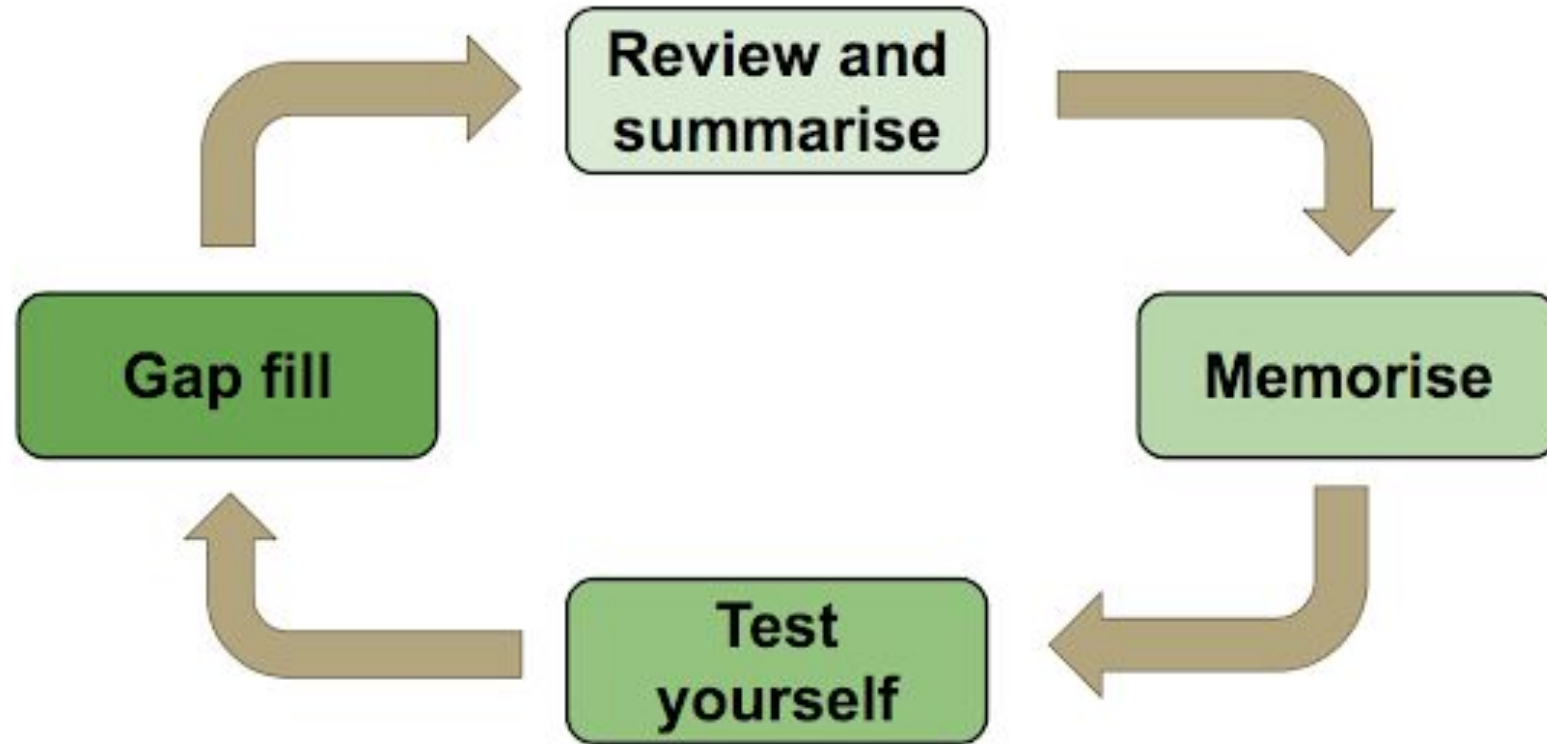 Review and
summarise
Gap fill
Memorise
Test
yourself